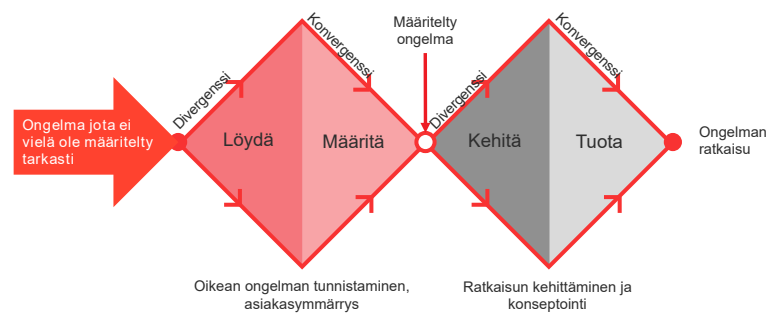 Ongelma jota ei
vielä ole määritelty
tarkasti
Divergenssi
Konvergenssi
Löydä
Määritä
Määritelty
ongelma
Divergenssi
Konvergenssi
Kehitä
Tuota
Ongelman
ratkaisu
Oikean ongelman tunnistaminen,
asiakasymmärrys
Ratkaisun kehittäminen ja
konseptointi